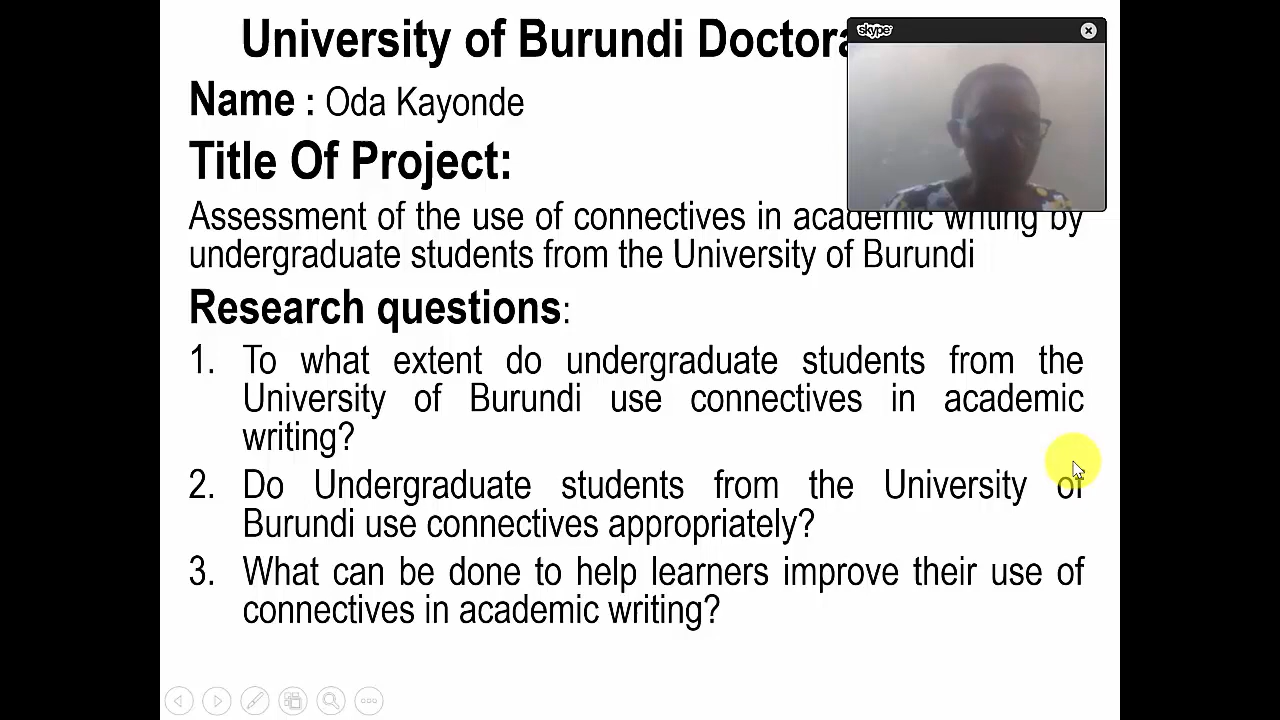 University of Burundi Doctora
skype
Name : Oda Kayonde
Title Of Project:
Assessment of the use of connectives in academic writing by
undergraduate students from the University of Burundi
Research questions:
1. To what extent do undergraduate students from the
University of Burundi use connectives in academic
writing?
2. Do Undergraduate students from the University of
Burundi use connectives appropriately?
3. What can be done to help learners improve their use of
connectives in academic writing?